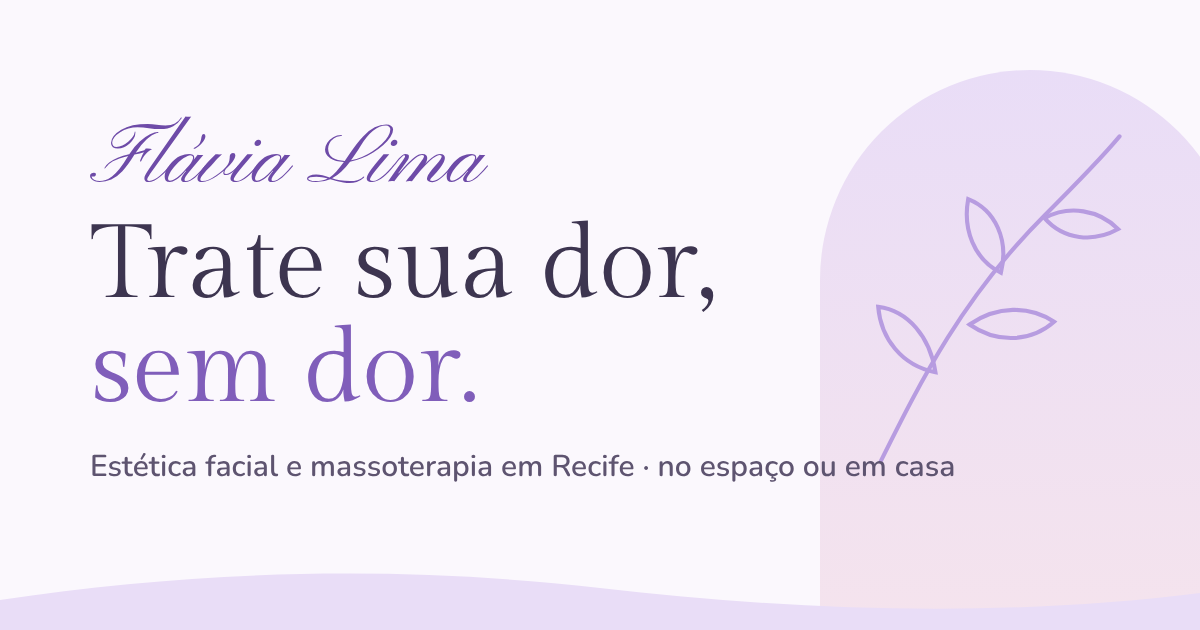 Flávia Lima
Trate sua dor,
sem dor.
Estética facial e massoterapia em Recife · no espaço ou em casa